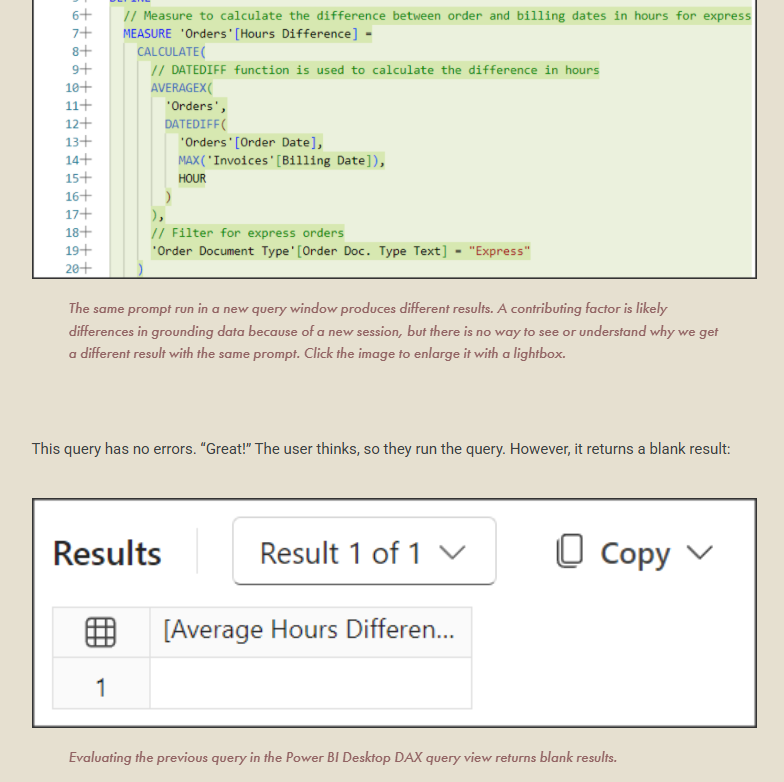 DEFINE
6+ // Measure to calculate the difference between order and billing dates in hours for express
7+ MEASURE 'Orders'[Hours Difference] =
8+ CALCULATE(
9+ // DATEDIFF function is used to calculate the difference in hours
10+ AVERAGEX(
11+ 'Orders',
12+ DATEDIFF(
13+ 'Orders'[Order Date],
14+ MAX('Invoices'[Billing Date]),
15+ HOUR
16+ )
17+ ),
18+ // Filter for express orders
19+ 'Order Document Type'[Order Doc. Type Text] = "Express"
20+ )
The same prompt run in a new query window produces different results. A contributing factor is likely
differences in grounding data because of a new session, but there is no way to see or understand why we get
a different result with the same prompt. Click the image to enlarge it with a lightbox.
This query has no errors. “Great!” The user thinks, so they run the query. However, it returns a blank result:
Results
Result 1 of 1
Copy
[Average Hours Differen...
1
Evaluating the previous query in the Power BI Desktop DAX query view returns blank results.